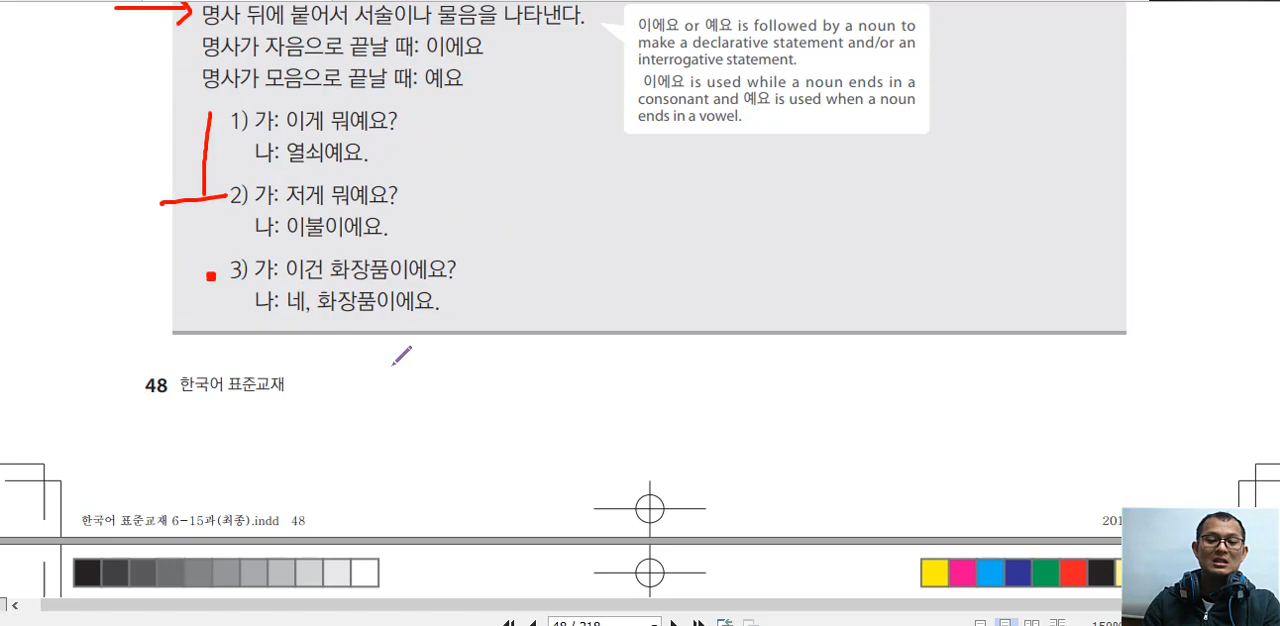 명사 뒤에 붙어서 서술이나 물음을 나타낸다.
명사가 자음으로 끝날 때: 이에요
명사가 모음으로 끝날 때: 예요
이에요 or 예요 is followed by a noun to
make a declarative statement and/or an
interrogative statement.
이에요 is used while a noun ends in a
consonant and 예요 is used when a noun
ends in a vowel.
1) 가: 이게 뭐예요?
나: 열쇠예요.
2) 가: 저게 뭐예요?
나: 이불이에요.
3) 가: 이건 화장품이에요?
나: 네, 화장품이에요.
48 한국어 표준교재
한국어 표준교재 6-15과(최종).indd 48
201
48 / 318
150%